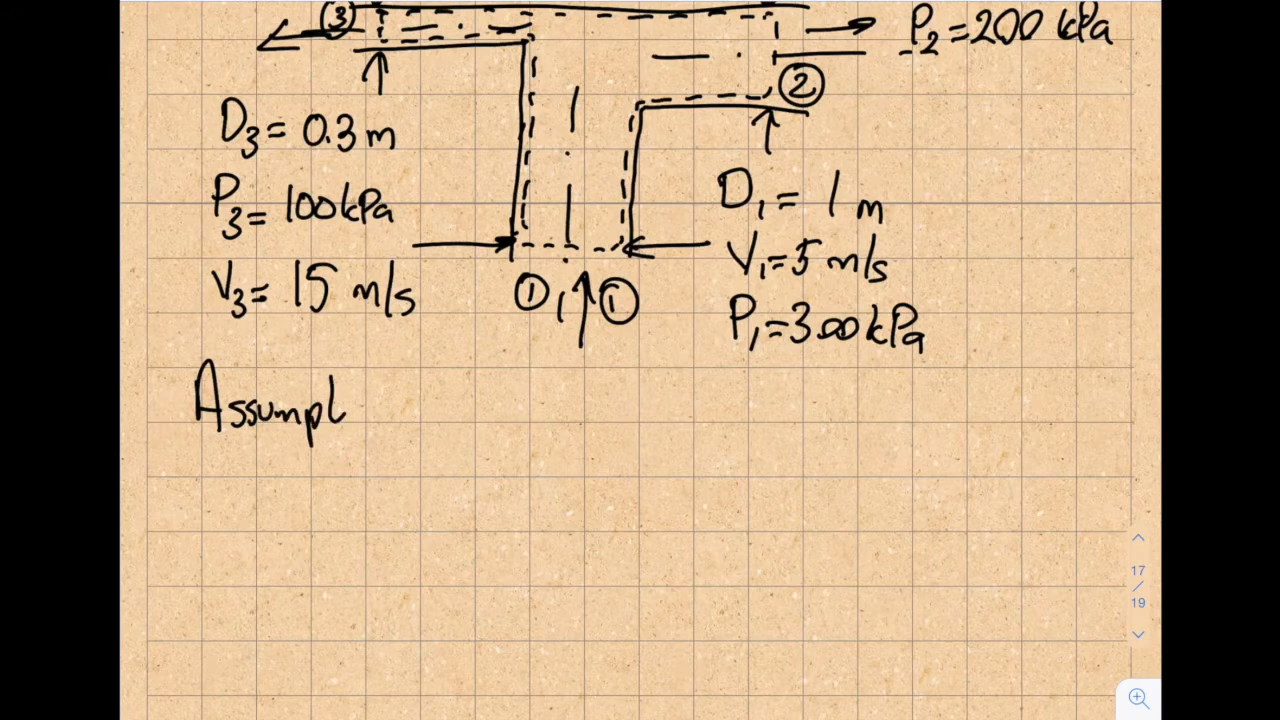 ③
P₂ = 200 kPa
②
D₃ = 0.3 m
P₃ = 100 kPa
V₃ = 15 m/s
D₁ = 1 m
V₁ = 5 m/s
P₁ = 300 kPa
① ①
Assumpl
17
/
19